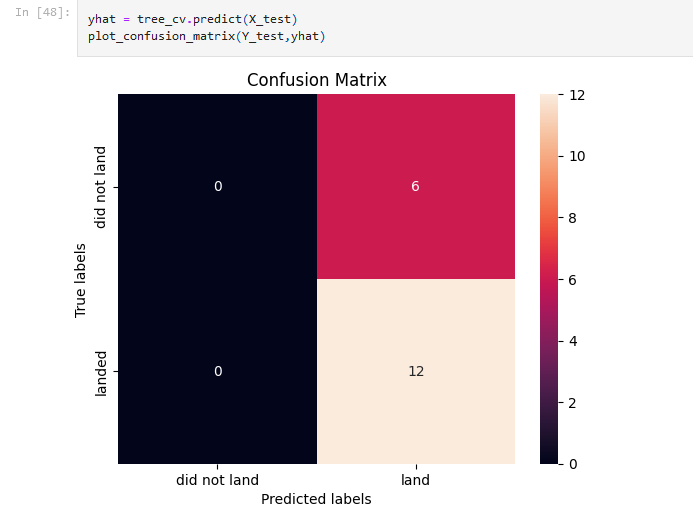 In [48]:
yhat = tree_cv.predict(X_test)
plot_confusion_matrix(Y_test,yhat)
Confusion Matrix
True labels
did not land
landed
0
6
0
12
did not land
land
Predicted labels
12
10
8
6
4
2
0